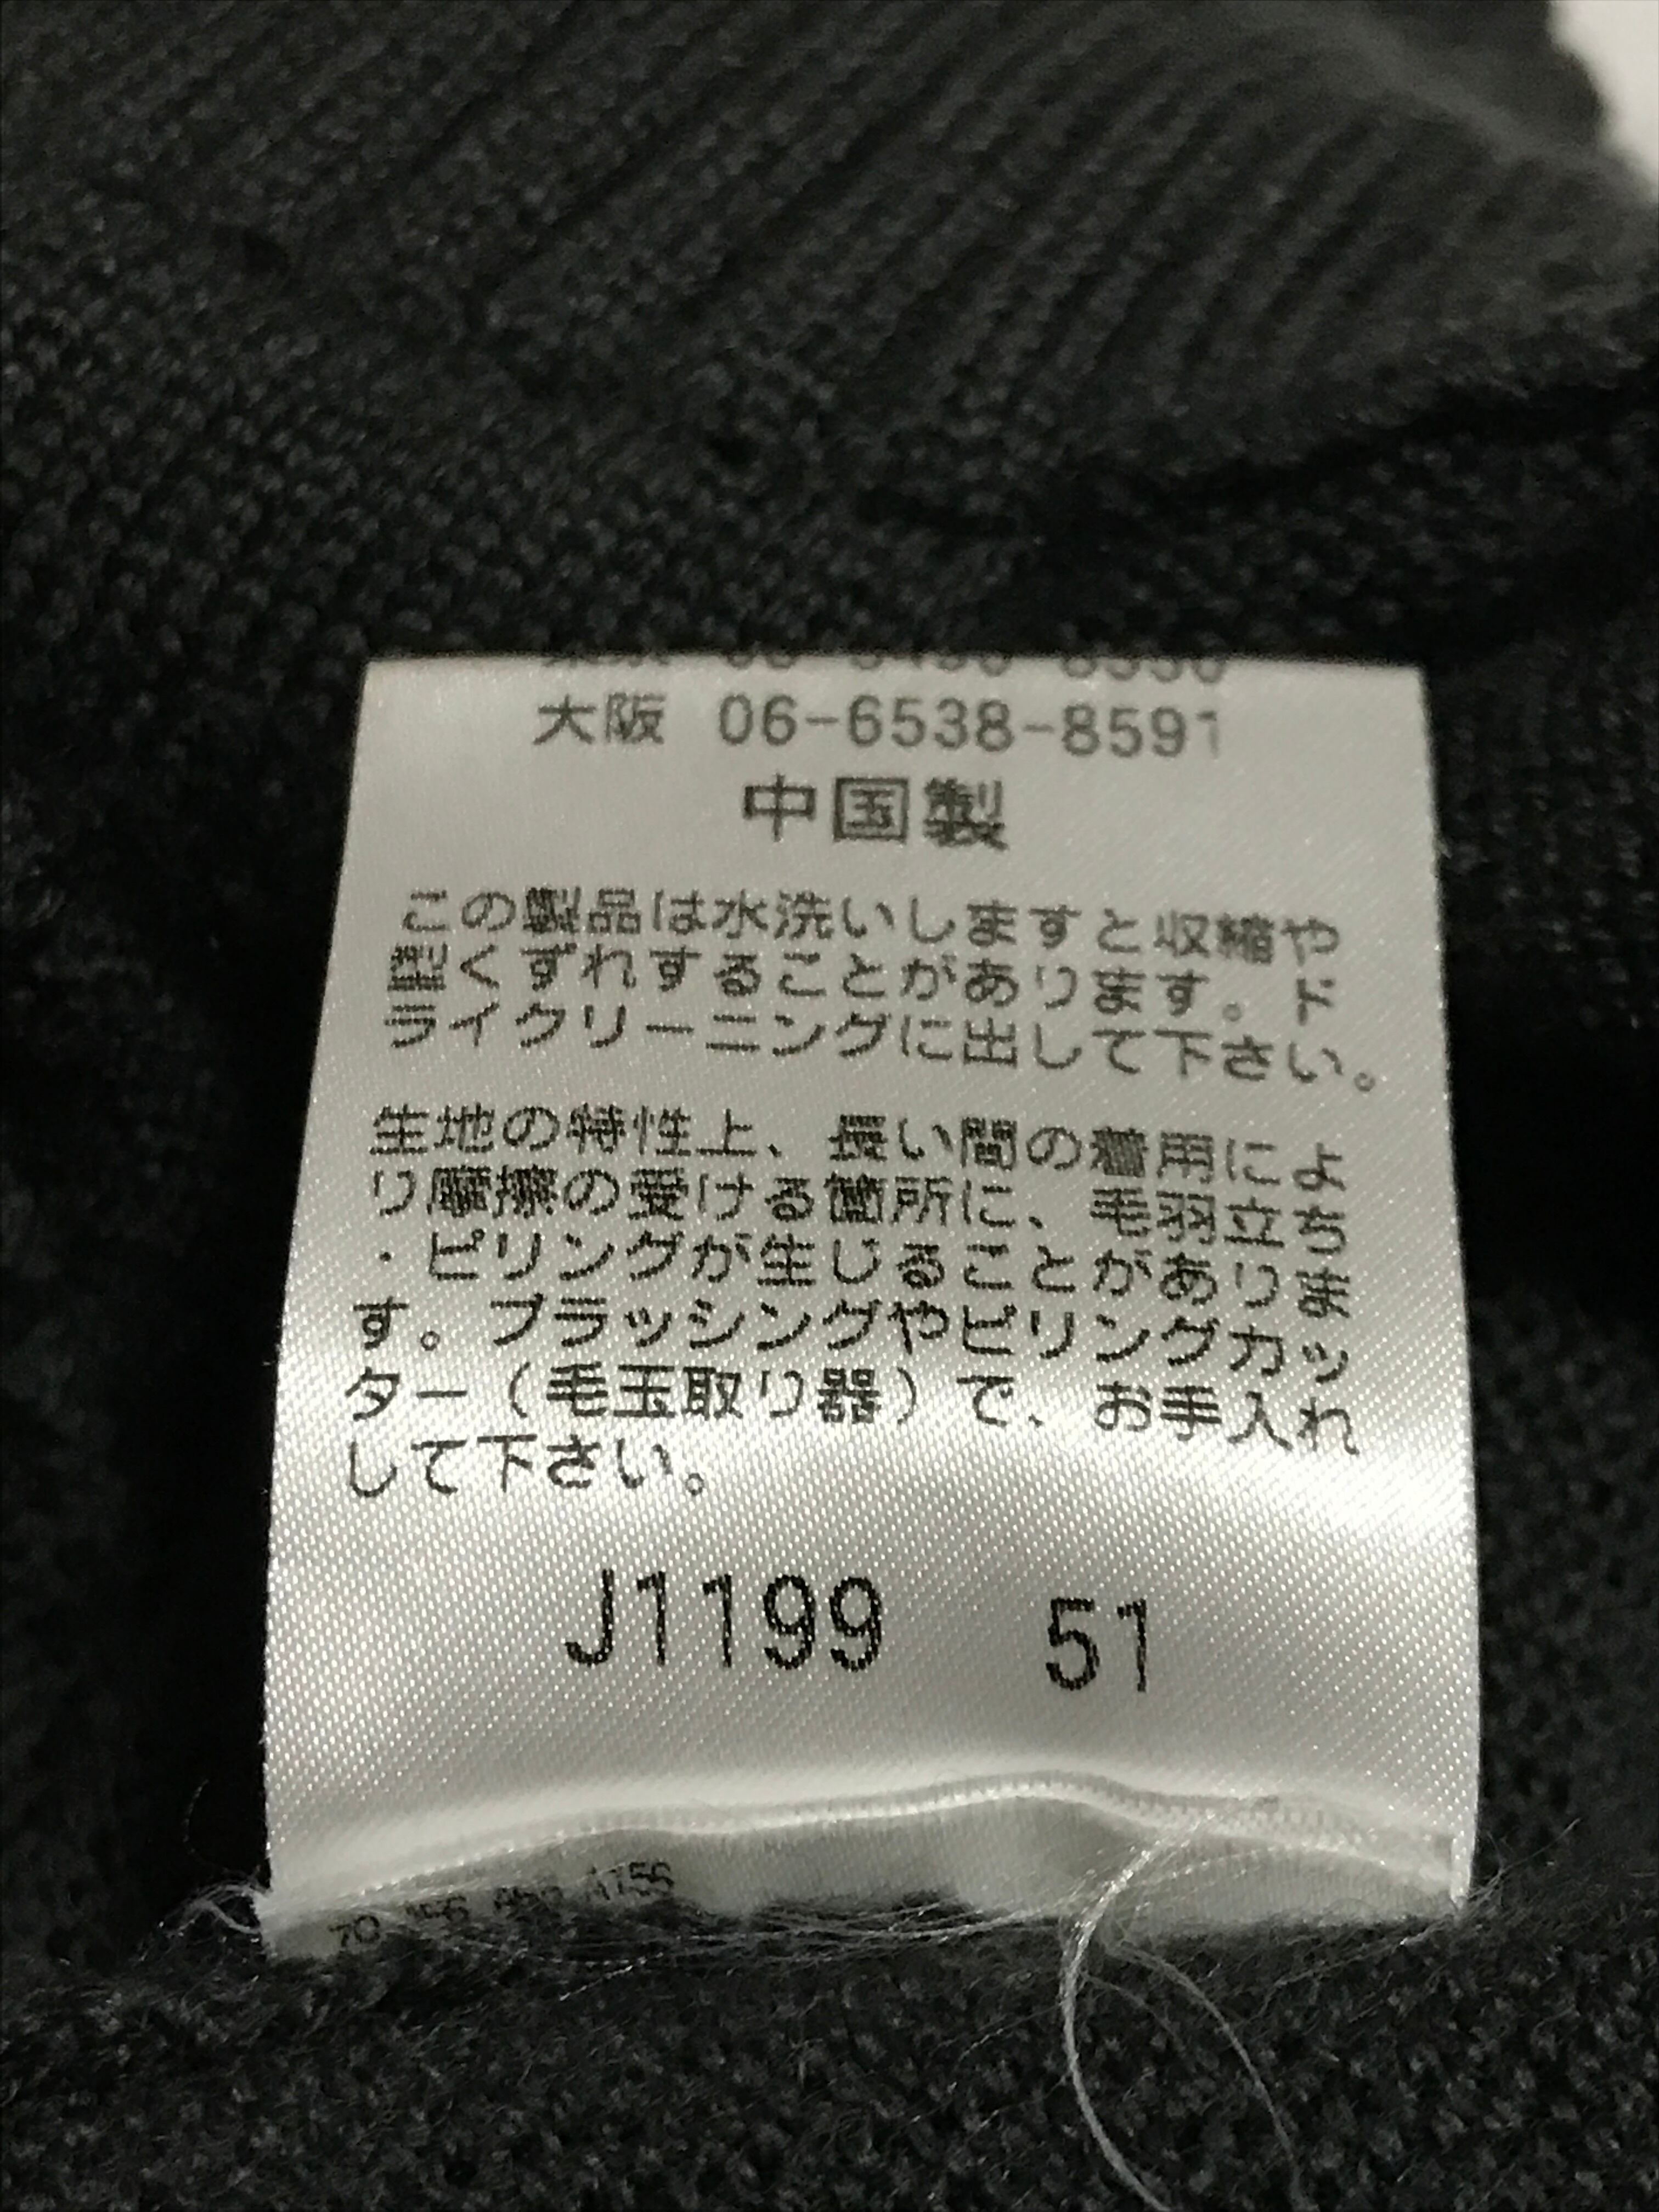 大阪 06-6538-8591
中国製
この製品は水洗いしますと収縮や
型くずれすることがあります。ド
ライクリーニングに出して下さい。
生地の特性上、長い間の着用によ
り摩擦の受ける箇所に、毛羽立ち
・ピリングが生じることがありま
す。ブラッシングやピリングカッ
ター（毛玉取り器）で、お手入れ
して下さい。
J1199 51